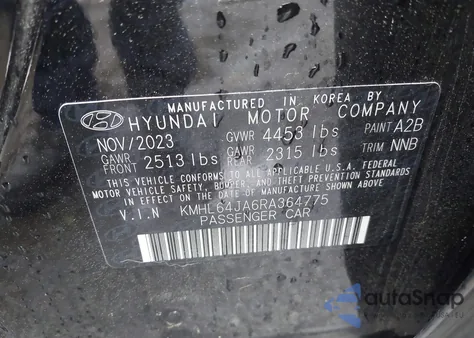 MANUFACTURED IN KOREA BY
HYUNDAI MOTOR COMPANY
NOV/2023 GVWR 4453 lbs PAINT A2B
GAWR FRONT 2513 lbs GAWR REAR 2315 lbs TRIM NNB
THIS VEHICLE CONFORMS TO ALL APPLICABLE U.S.A. FEDERAL
MOTOR VEHICLE SAFETY, BUMPER, AND THEFT PREVENTION STANDARDS
IN EFFECT ON THE DATE OF MANUFACTURE SHOWN ABOVE.
V.I.N KMHL64JA6RA364775
PASSENGER CAR
autoSnap